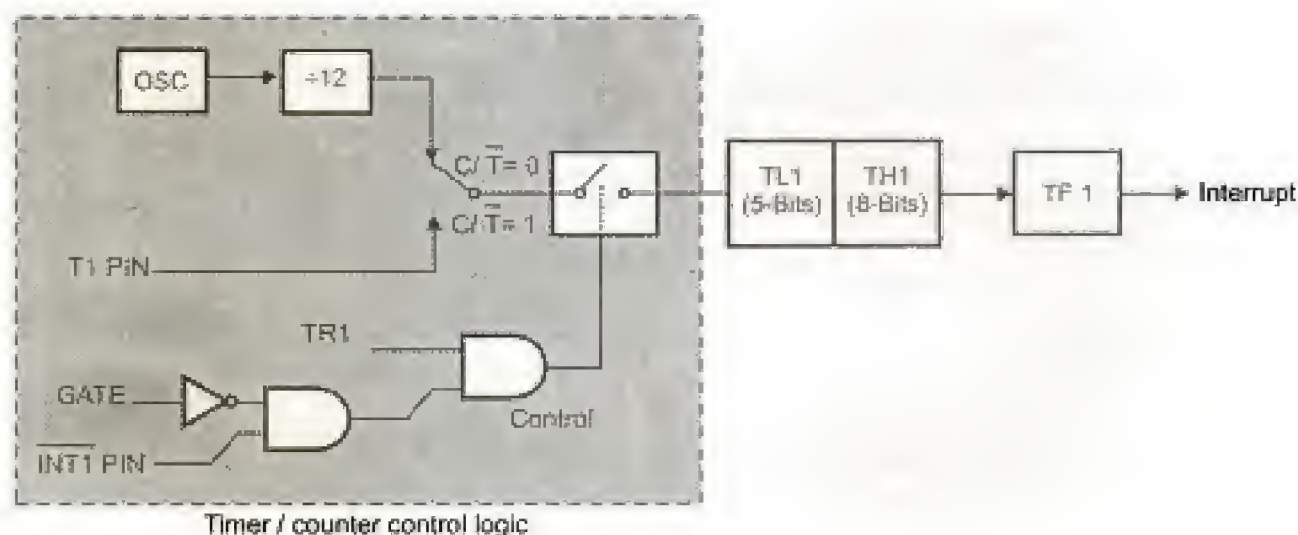 OSC
÷12
C/T̅ = 0
C/T̅ = 1
T1 PIN
TR1
GATE
I̅N̅T̅1̅ PIN
Control
TL1
(5-Bits)
TH1
(8-Bits)
TF 1
Interrupt
Timer / counter control logic